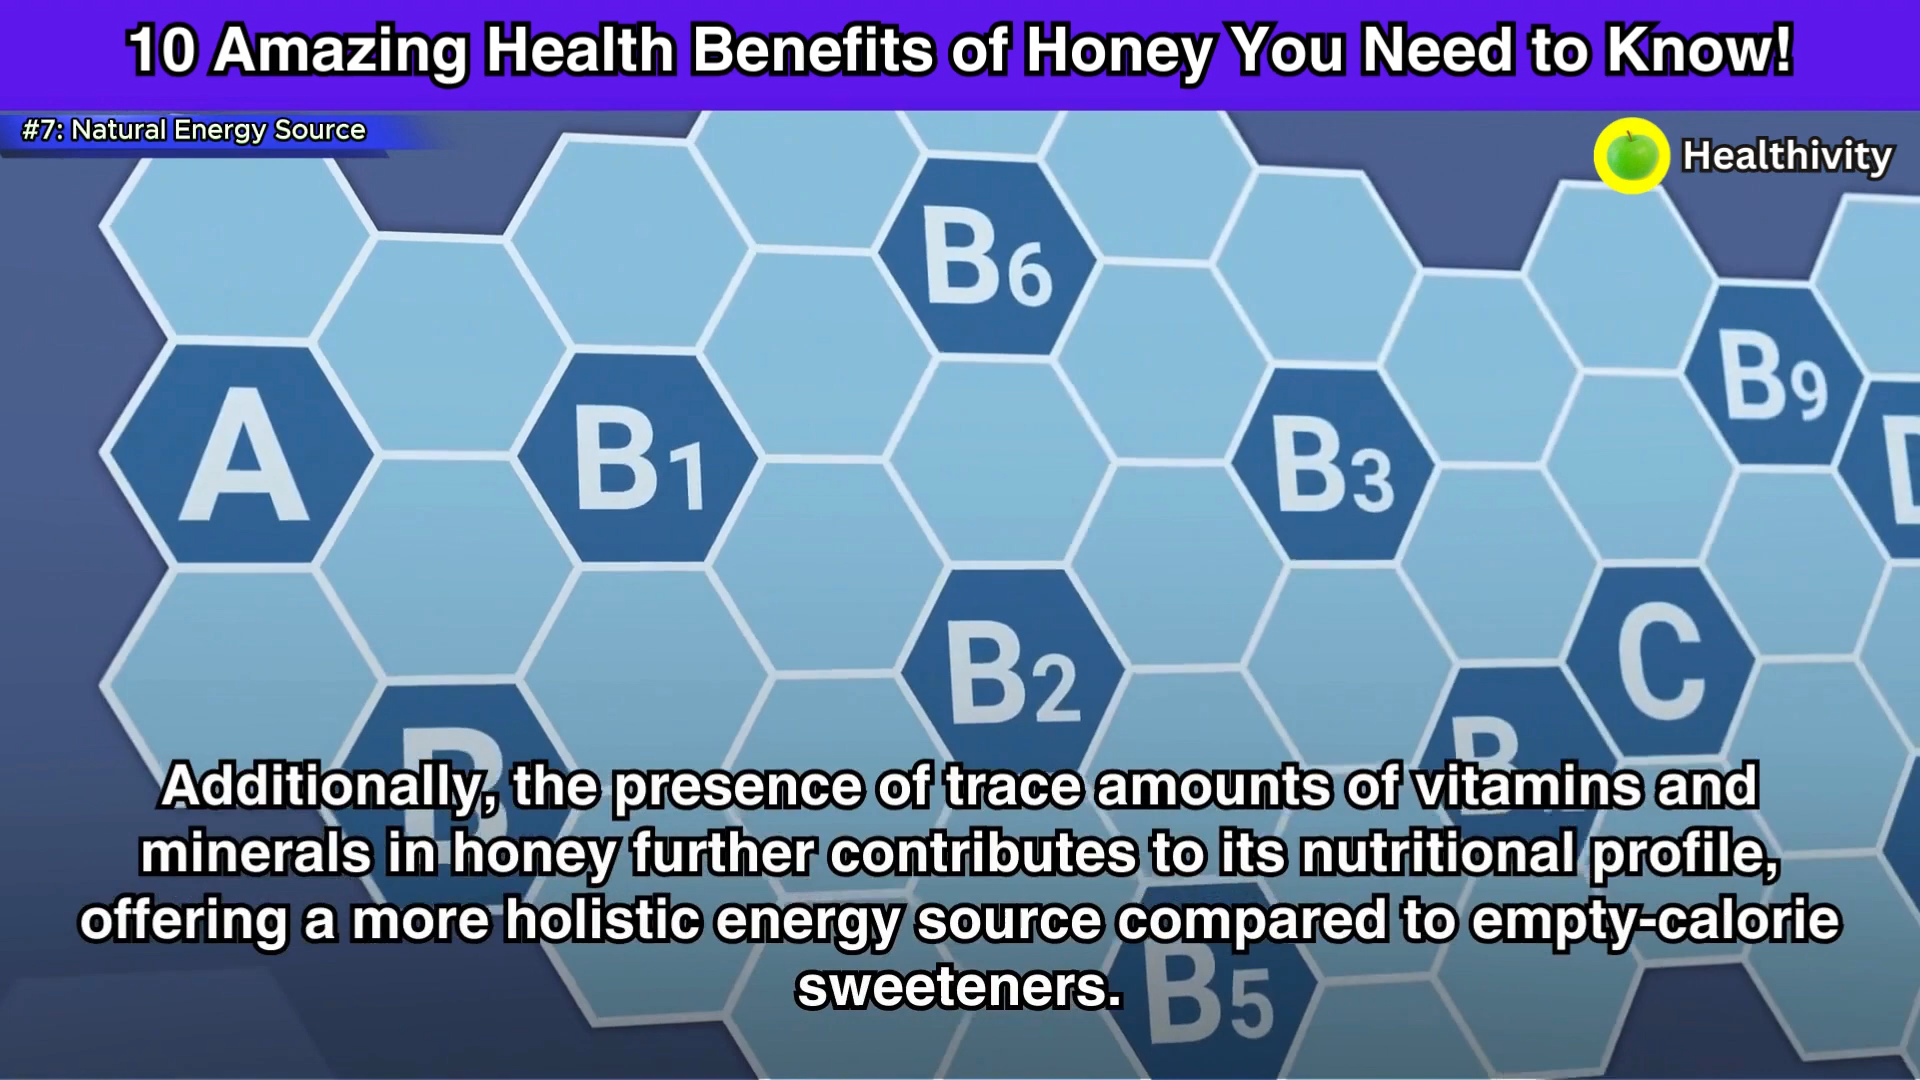 10 Amazing Health Benefits of Honey You Need to Know!
#7: Natural Energy Source
Healthivity
B6
B9
A
B1
B3
B2
C
Additionally, the presence of trace amounts of vitamins and
minerals in honey further contributes to its nutritional profile,
offering a more holistic energy source compared to empty-calorie
sweeteners.
B5